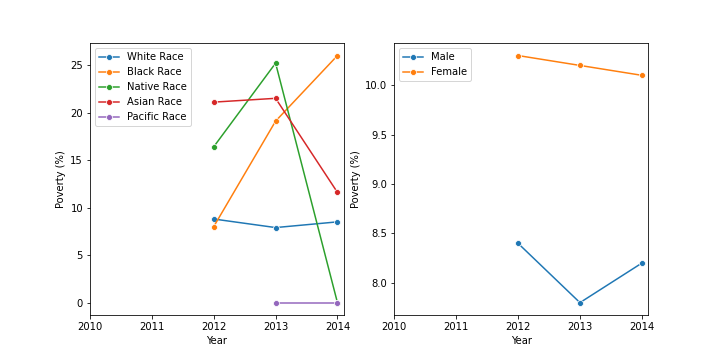 White Race
Black Race
Native Race
Asian Race
Pacific Race
Poverty (%)
25
20
15
10
5
0
2010 2011 2012 2013 2014
Year
Male
Female
Poverty (%)
10.0
9.5
9.0
8.5
8.0
2010 2011 2012 2013 2014
Year